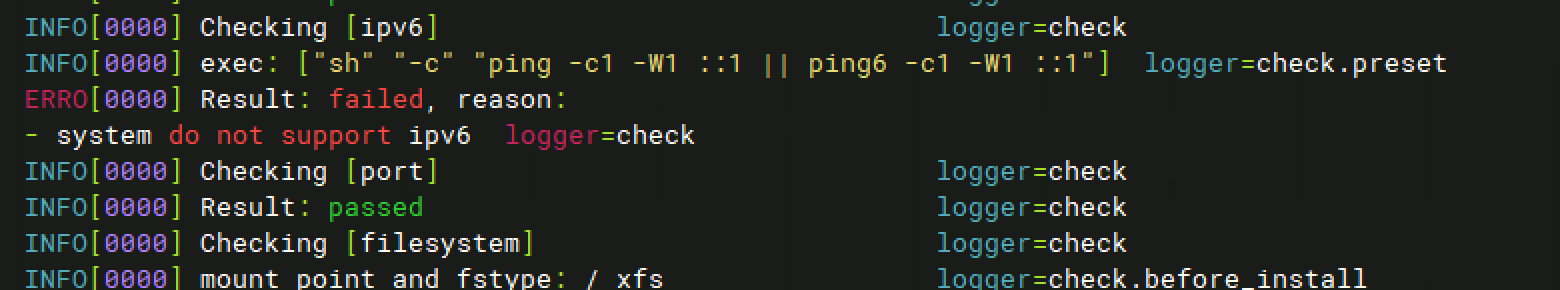 INFO[0000] Checking [ipv6] logger=check
INFO[0000] exec: ["sh" "-c" "ping -c1 -W1 ::1 || ping6 -c1 -W1 ::1"] logger=check.preset
ERRO[0000] Result: failed, reason:
- system do not support ipv6 logger=check
INFO[0000] Checking [port] logger=check
INFO[0000] Result: passed logger=check
INFO[0000] Checking [filesystem] logger=check
INFO[0000] mount point and fstype: / xfs logger=check.before_install